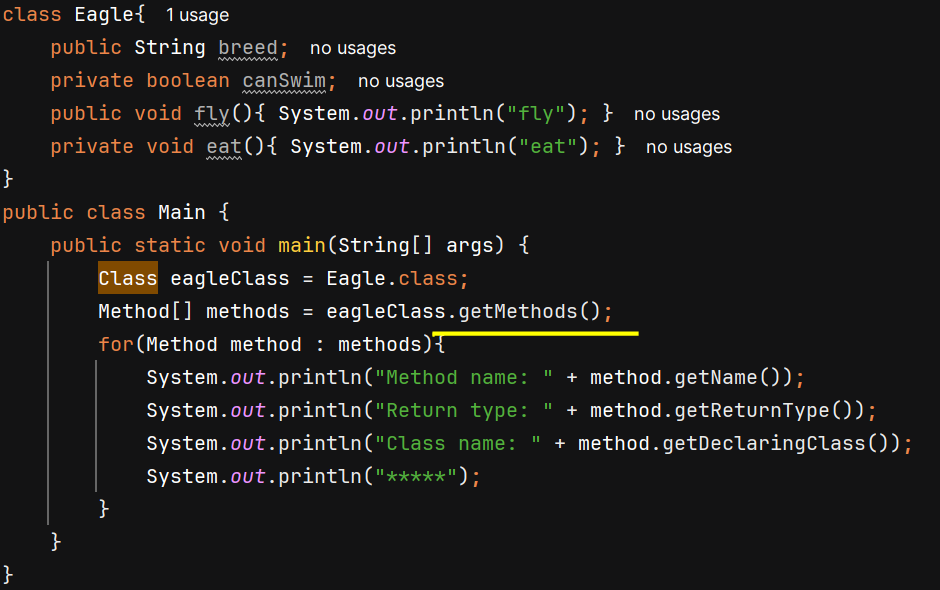 class Eagle{ 1 usage
    public String breed; no usages
    private boolean canSwim; no usages
    public void fly(){ System.out.println("fly"); } no usages
    private void eat(){ System.out.println("eat"); } no usages
}
public class Main {
    public static void main(String[] args) {
        Class eagleClass = Eagle.class;
        Method[] methods = eagleClass.getMethods();
        for(Method method : methods){
            System.out.println("Method name: " + method.getName());
            System.out.println("Return type: " + method.getReturnType());
            System.out.println("Class name: " + method.getDeclaringClass());
            System.out.println("*****");
        }
    }
}